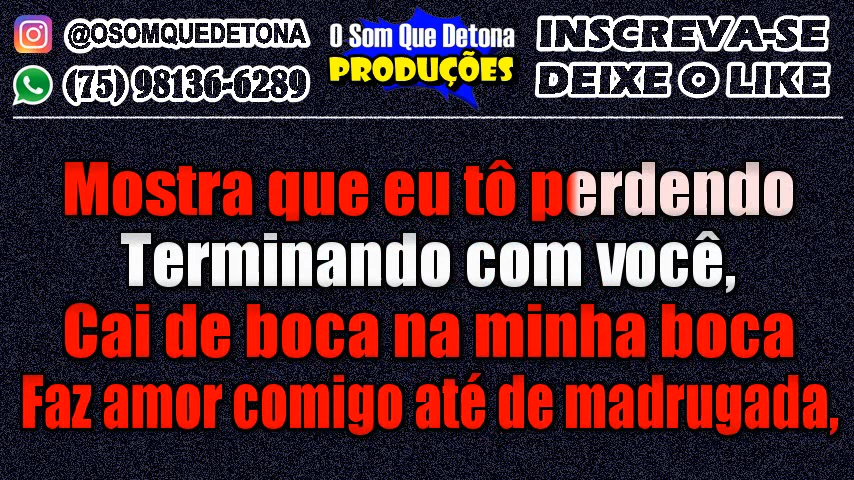 @OSOMQUEDETONA
(75) 98136-6289
O Som Que Detona
PRODUÇÕES
INSCREVA-SE
DEIXE O LIKE
Mostra que eu tô perdendo
Terminando com você,
Cai de boca na minha boca
Faz amor comigo até de madrugada,